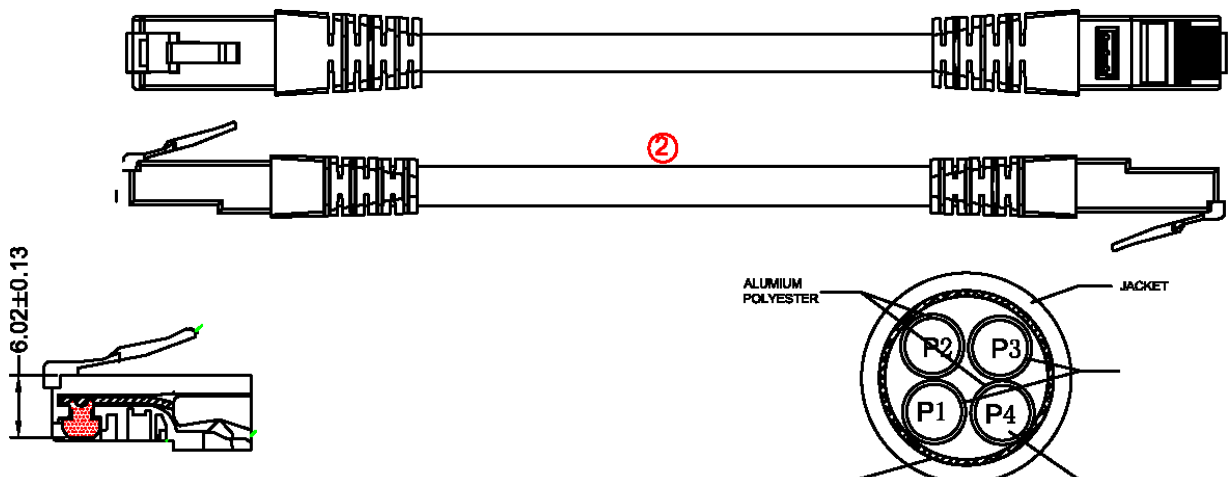 ②
6.02±0.13
ALUMIUM
POLYESTER
JACKET
P2
P3
P1
P4